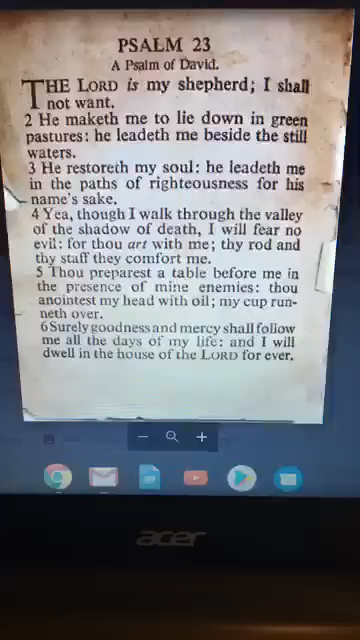 PSALM 23
A Psalm of David.
THE LORD is my shepherd; I shall
not want.
2 He maketh me to lie down in green
pastures: he leadeth me beside the still
waters.
3 He restoreth my soul: he leadeth me
in the paths of righteousness for his
name's sake.
4 Yea, though I walk through the valley
of the shadow of death, I will fear no
evil: for thou art with me; thy rod and
thy staff they comfort me.
5 Thou preparest a table before me in
the presence of mine enemies: thou
anointest my head with oil; my cup run-
neth over.
6 Surely goodness and mercy shall follow
me all the days of my life: and I will
dwell in the house of the LORD for ever.
acer